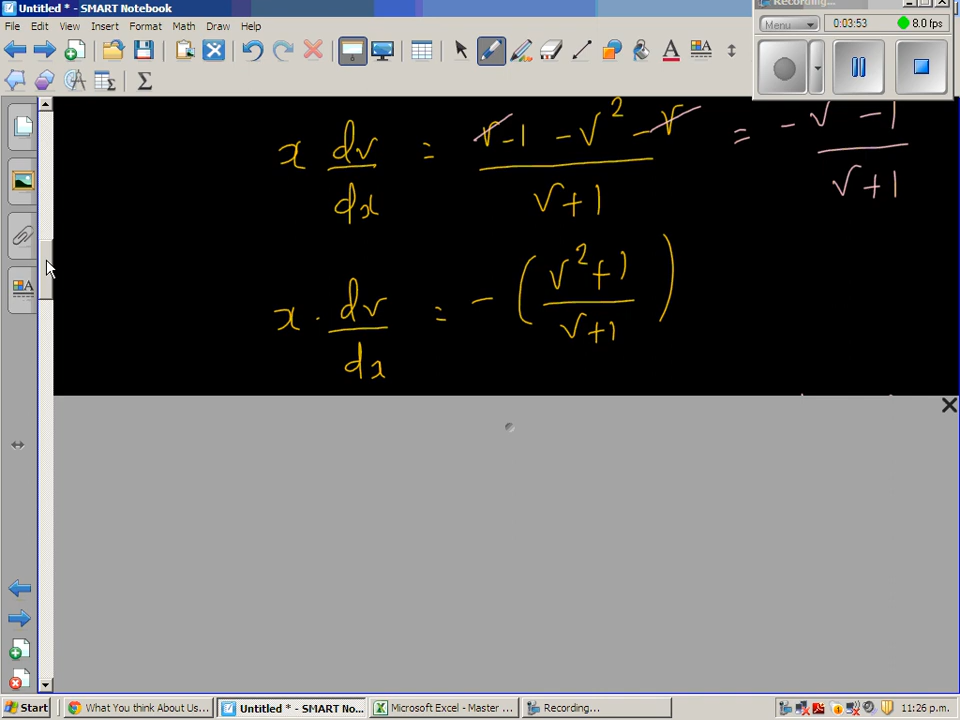 Untitled * - SMART Notebook
Recording...
File Edit View Insert Format Math Draw Help
Menu 0:03:53 8.0 fps
x dv/dx = (v - 1 - v² - v)/(v + 1) = (-v - 1)/(v + 1)
x · dv/dx = - ((v² + 1)/(v + 1))
Start What You think About Us... Untitled * - SMART No... Microsoft Excel - Master ... Recording... 11:26 p.m.